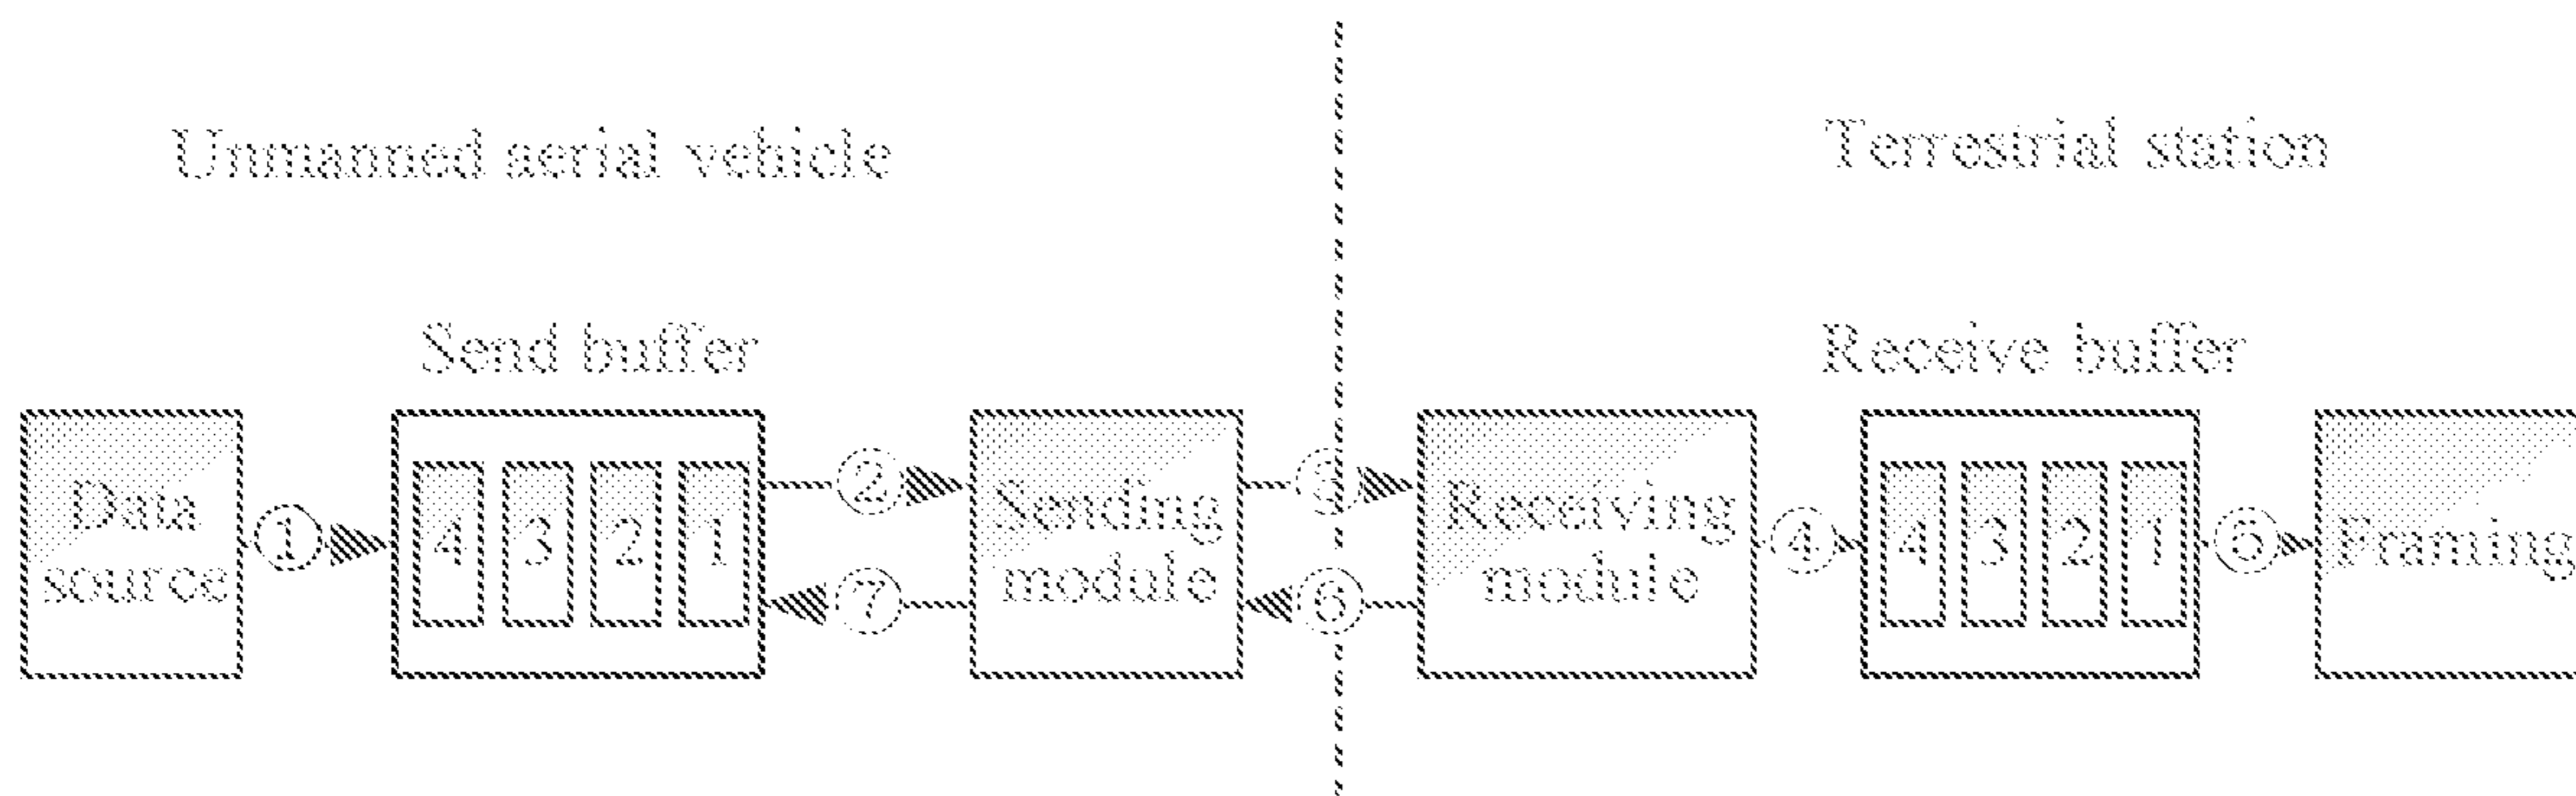 Unmanned aerial vehicle
Terrestrial station
Send buffer
Receive buffer
Data
source
①
4 3 2 1
②
⑦
Sending
module
③
⑥
Receiving
module
④
4 3 2 1
⑤
Framing